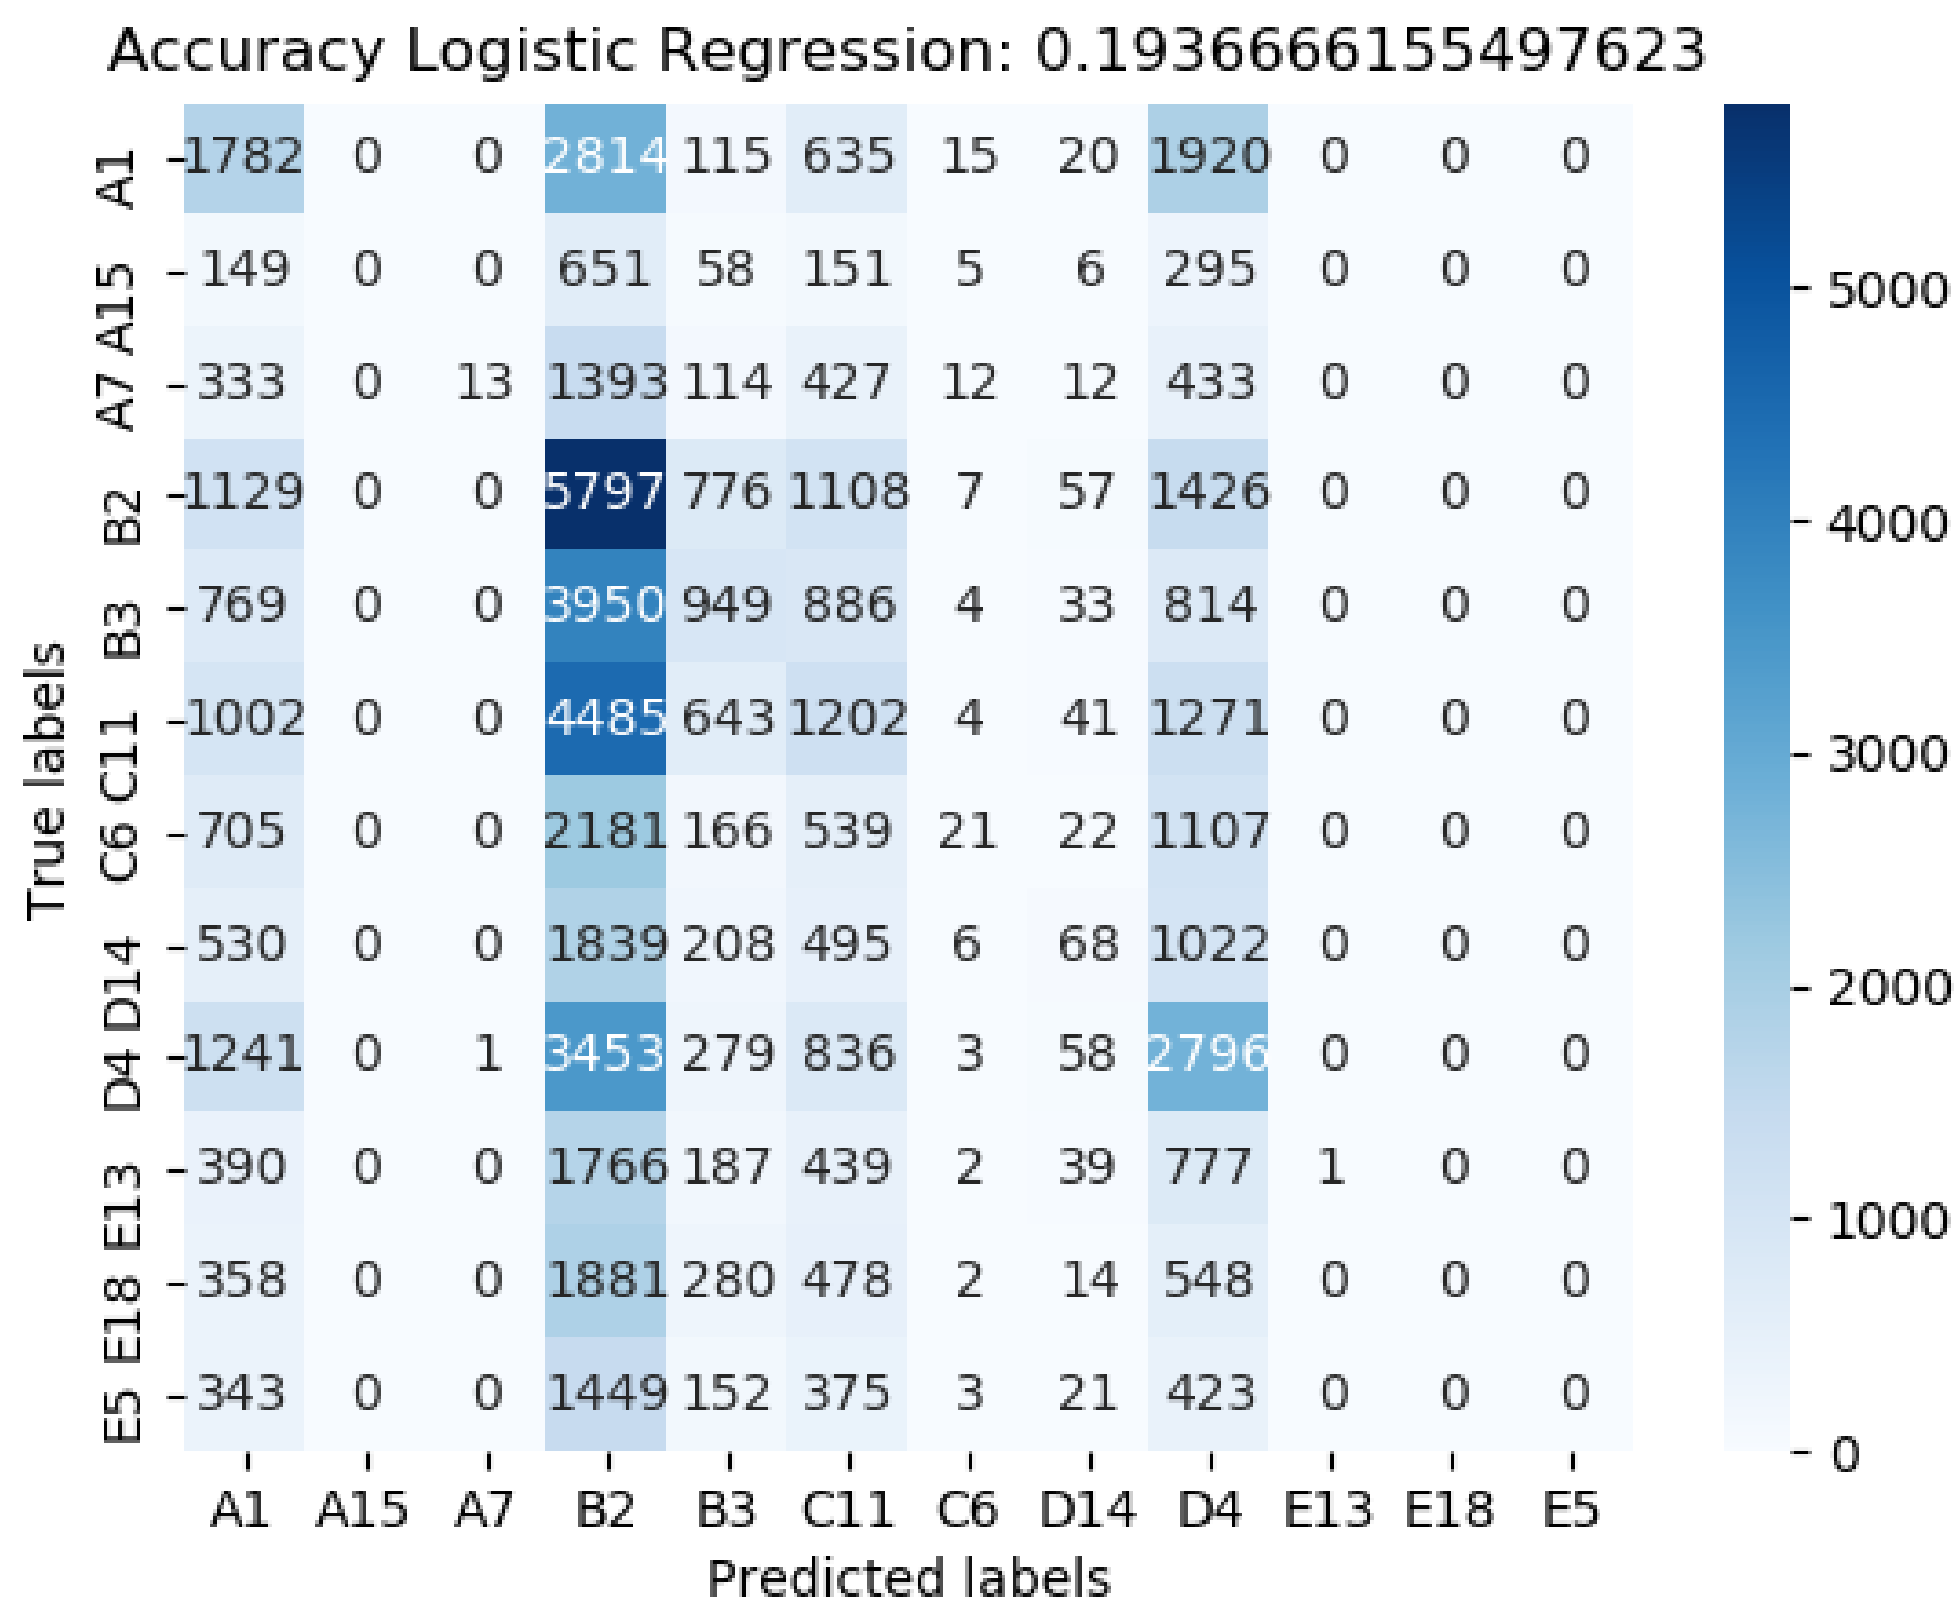 Accuracy Logistic Regression: 0.1936666155497623
A1 1782 0 0 2814 115 635 15 20 1920 0 0 0
A15 149 0 0 651 58 151 5 6 295 0 0 0
A7 333 0 13 1393 114 427 12 12 433 0 0 0
B2 1129 0 0 5797 776 1108 7 57 1426 0 0 0
B3 769 0 0 3950 949 886 4 33 814 0 0 0
C11 1002 0 0 4485 643 1202 4 41 1271 0 0 0
C6 705 0 0 2181 166 539 21 22 1107 0 0 0
D14 530 0 0 1839 208 495 6 68 1022 0 0 0
D4 1241 0 1 3453 279 836 3 58 2796 0 0 0
E13 390 0 0 1766 187 439 2 39 777 1 0 0
E18 358 0 0 1881 280 478 2 14 548 0 0 0
E5 343 0 0 1449 152 375 3 21 423 0 0 0
A1 A15 A7 B2 B3 C11 C6 D14 D4 E13 E18 E5
Predicted labels
True labels
5000
4000
3000
2000
1000
0